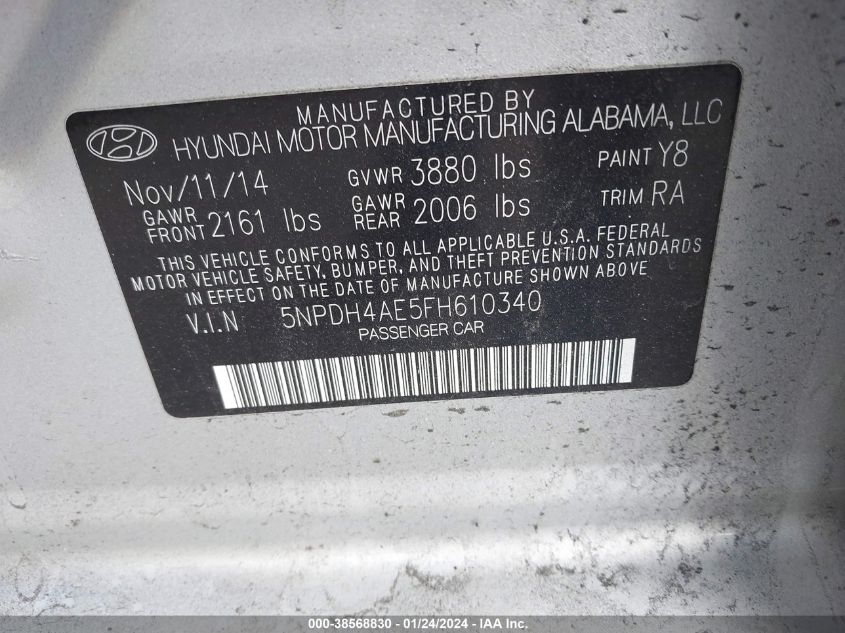 MANUFACTURED BY
HYUNDAI MOTOR MANUFACTURING ALABAMA, LLC
Nov/11/14 GVWR 3880 lbs PAINT Y8
GAWR FRONT 2161 lbs GAWR REAR 2006 lbs TRIM RA
THIS VEHICLE CONFORMS TO ALL APPLICABLE U.S.A. FEDERAL
MOTOR VEHICLE SAFETY, BUMPER, AND THEFT PREVENTION STANDARDS
IN EFFECT ON THE DATE OF MANUFACTURE SHOWN ABOVE
V.I.N 5NPDH4AE5FH610340
PASSENGER CAR
000-38568830 - 01/24/2024 - IAA Inc.